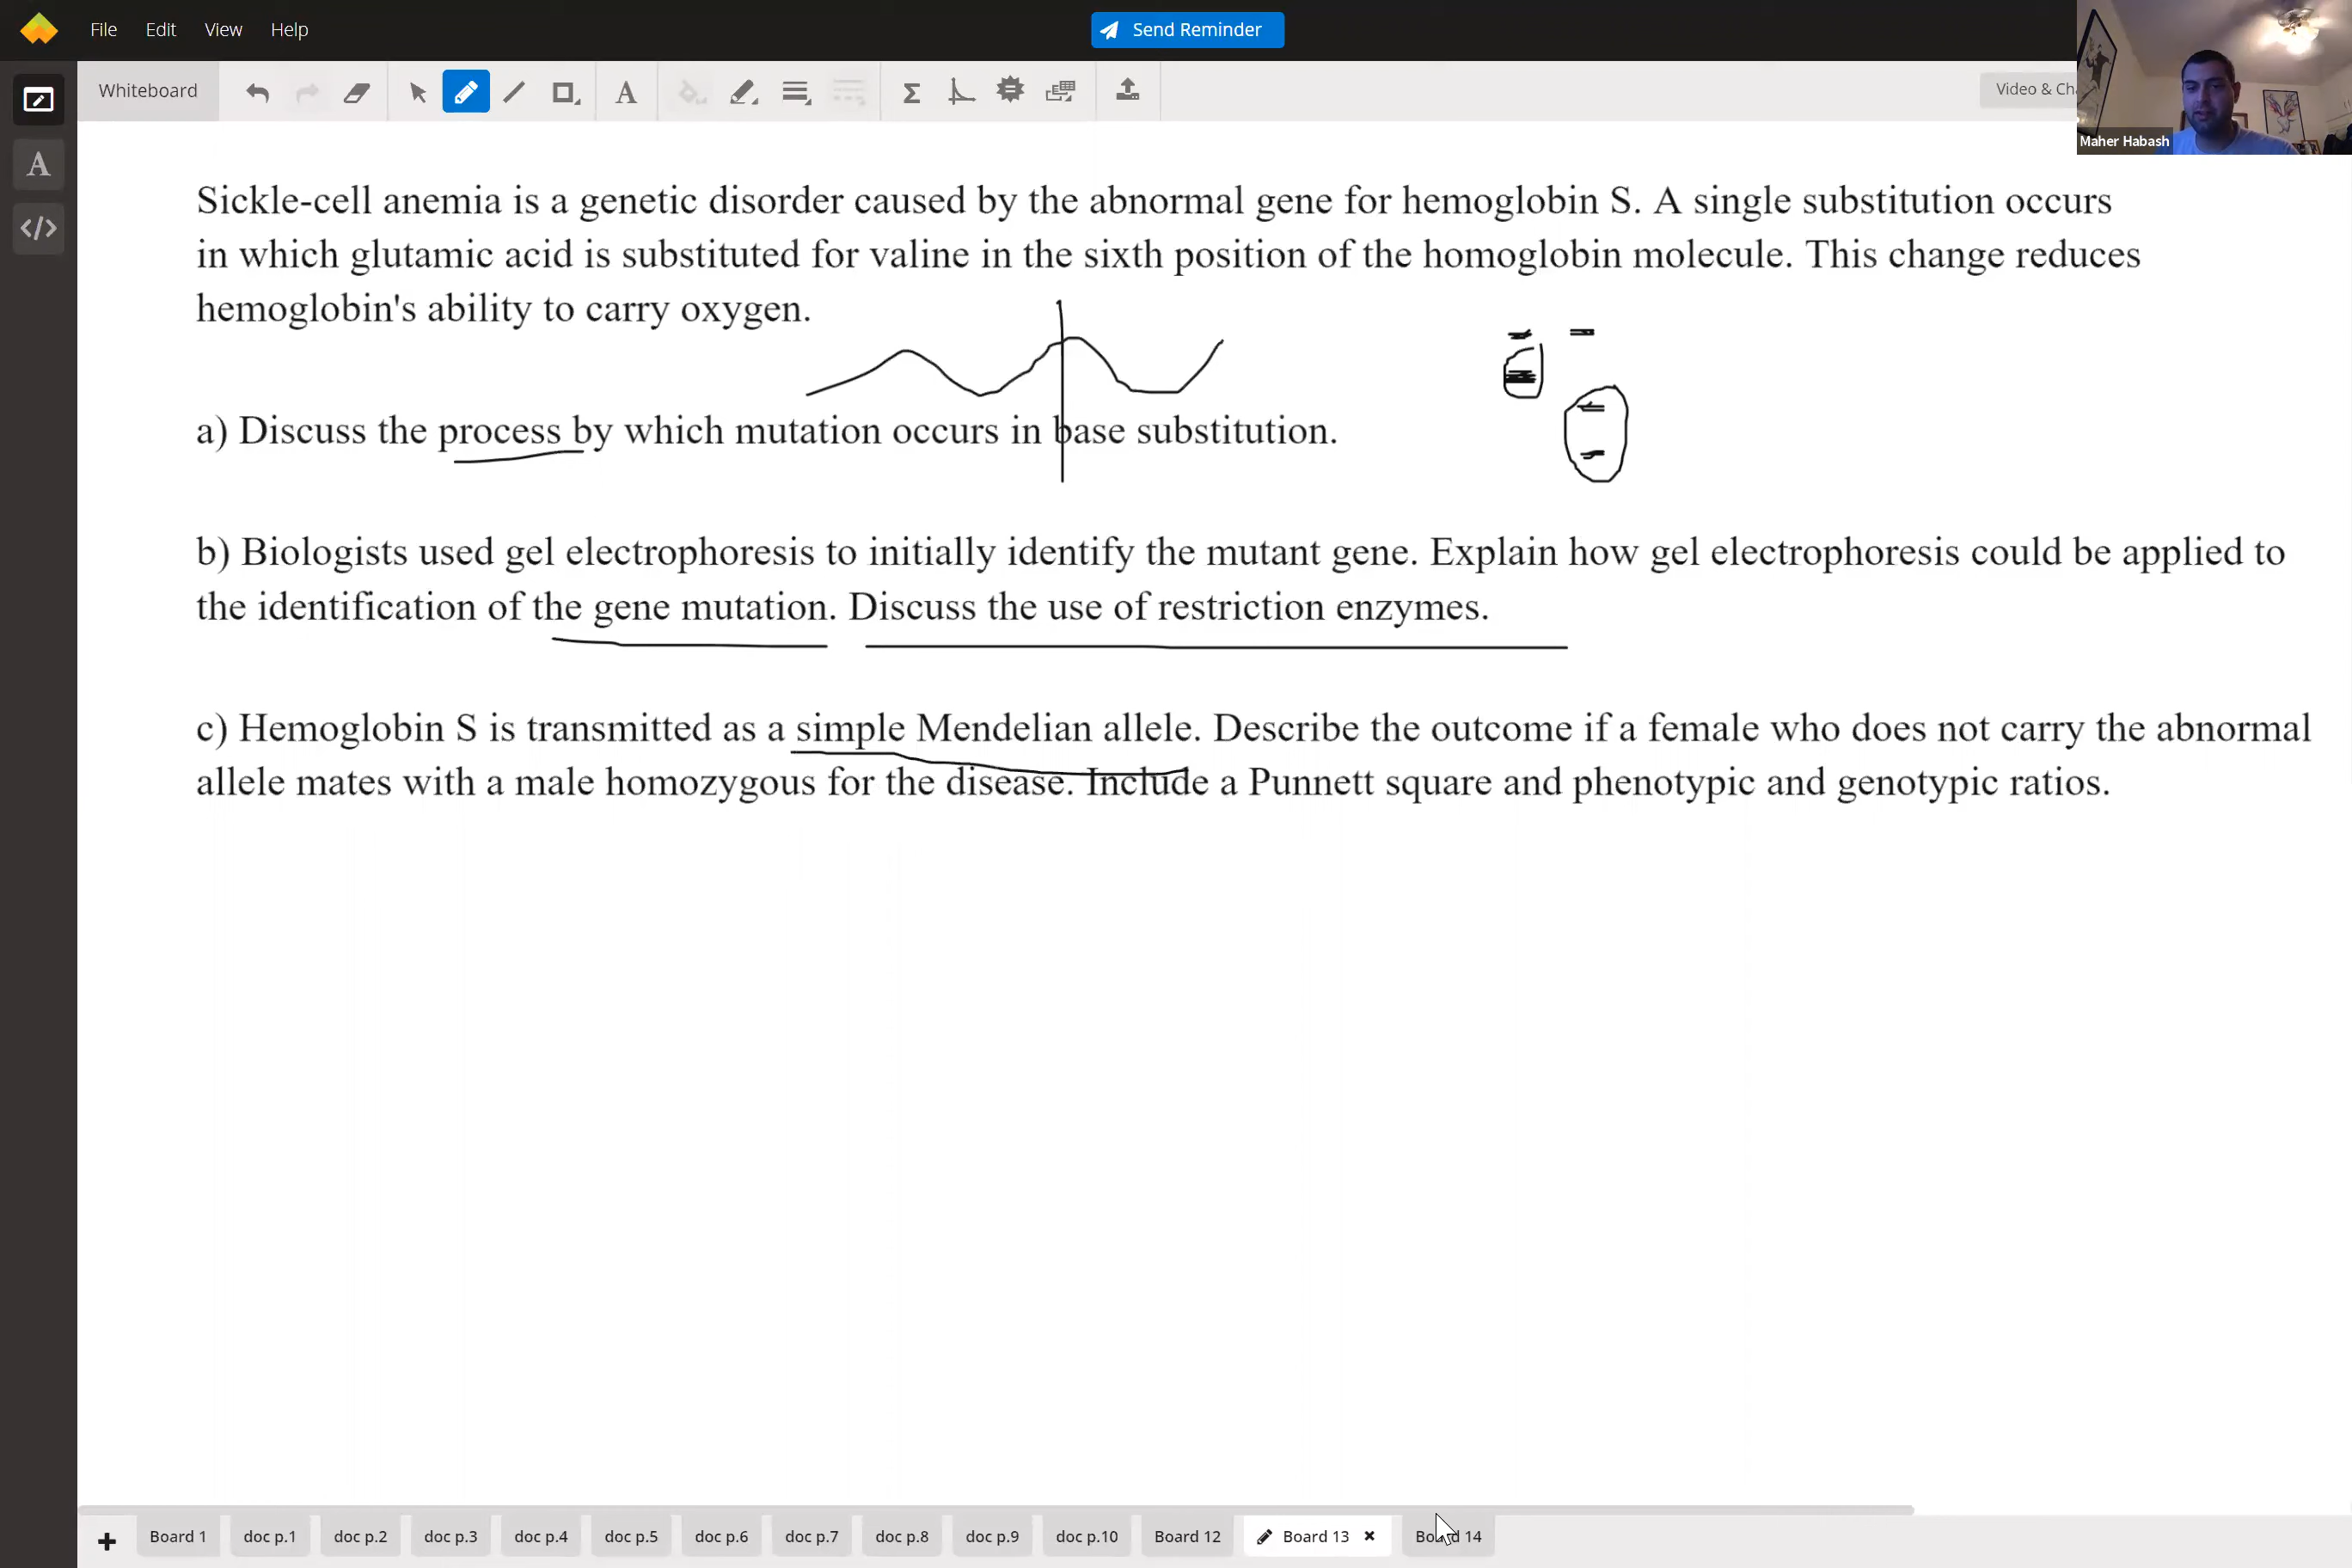 File Edit View Help
Send Reminder
Whiteboard
A
Σ
Video & Cha
Maher Habash
A
</>
Sickle-cell anemia is a genetic disorder caused by the abnormal gene for hemoglobin S. A single substitution occurs
in which glutamic acid is substituted for valine in the sixth position of the homoglobin molecule. This change reduces
hemoglobin's ability to carry oxygen.
a) Discuss the process by which mutation occurs in base substitution.
b) Biologists used gel electrophoresis to initially identify the mutant gene. Explain how gel electrophoresis could be applied to
the identification of the gene mutation. Discuss the use of restriction enzymes.
c) Hemoglobin S is transmitted as a simple Mendelian allele. Describe the outcome if a female who does not carry the abnormal
allele mates with a male homozygous for the disease. Include a Punnett square and phenotypic and genotypic ratios.
+ Board 1 doc p.1 doc p.2 doc p.3 doc p.4 doc p.5 doc p.6 doc p.7 doc p.8 doc p.9 doc p.10 Board 12 Board 13 Board 14